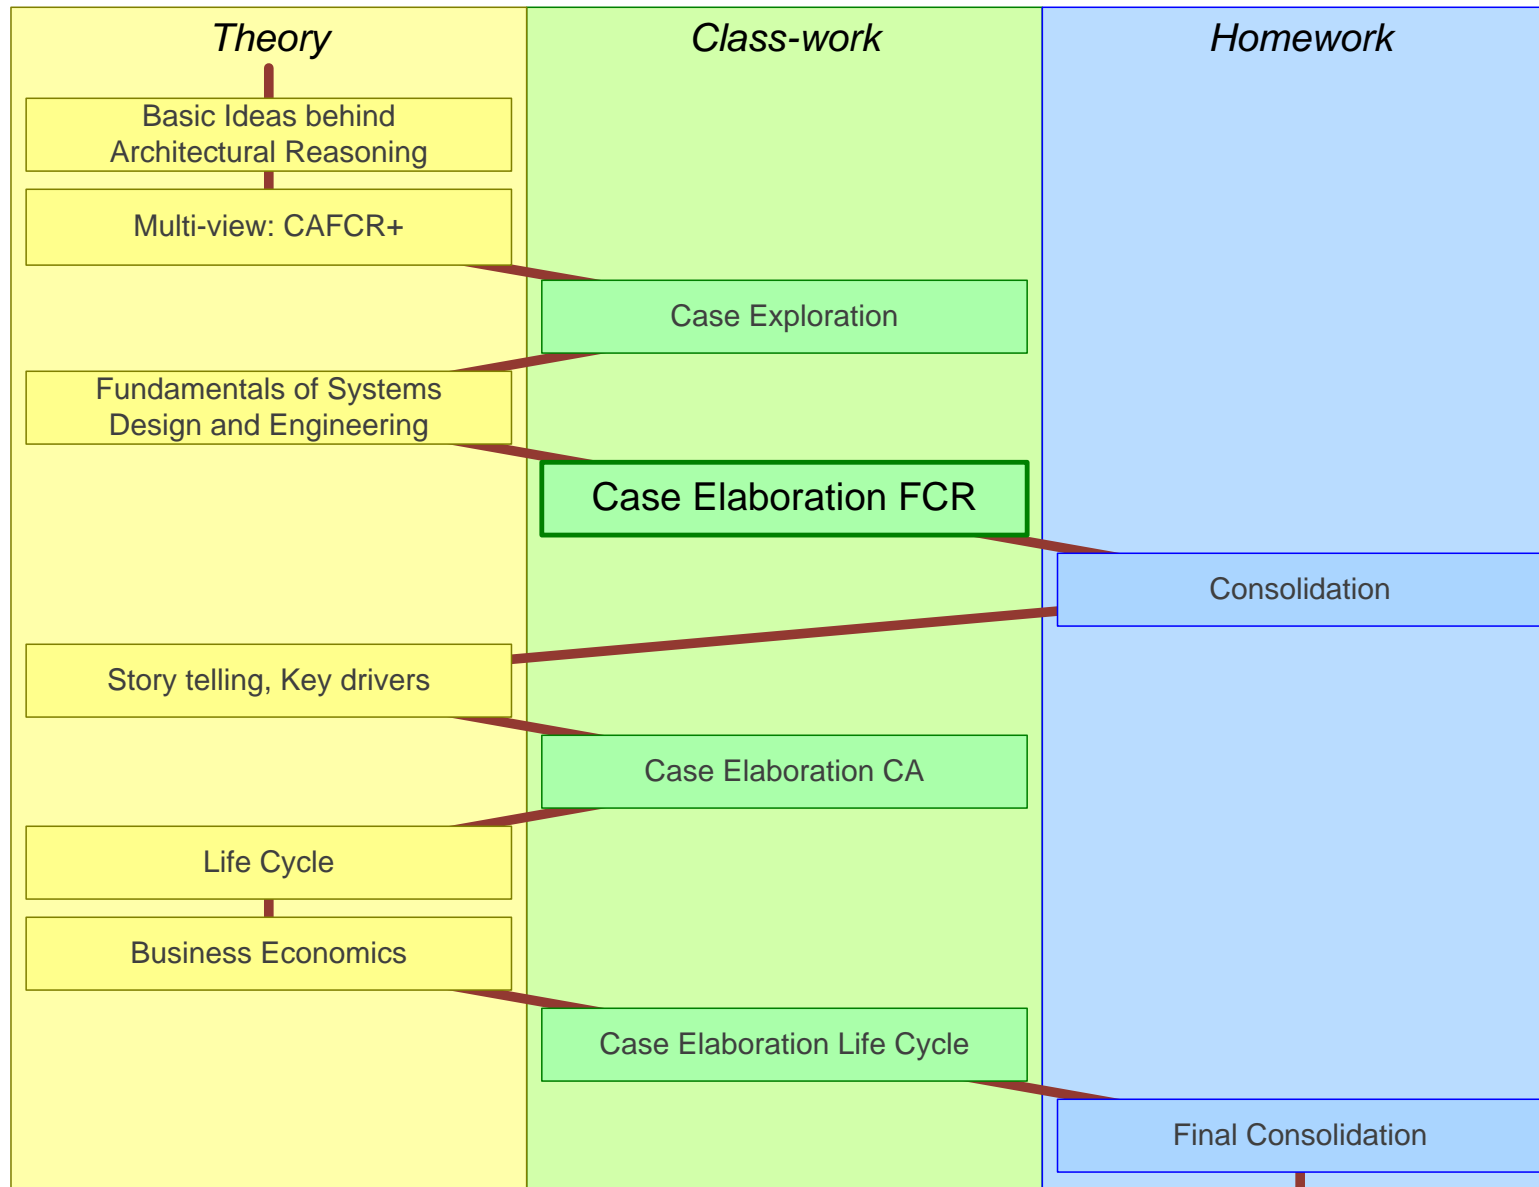 Theory
Class-work
Homework
Basic Ideas behind
Architectural Reasoning
Multi-view: CAFCR+
Case Exploration
Fundamentals of Systems
Design and Engineering
Case Elaboration FCR
Consolidation
Story telling, Key drivers
Case Elaboration CA
Life Cycle
Business Economics
Case Elaboration Life Cycle
Final Consolidation